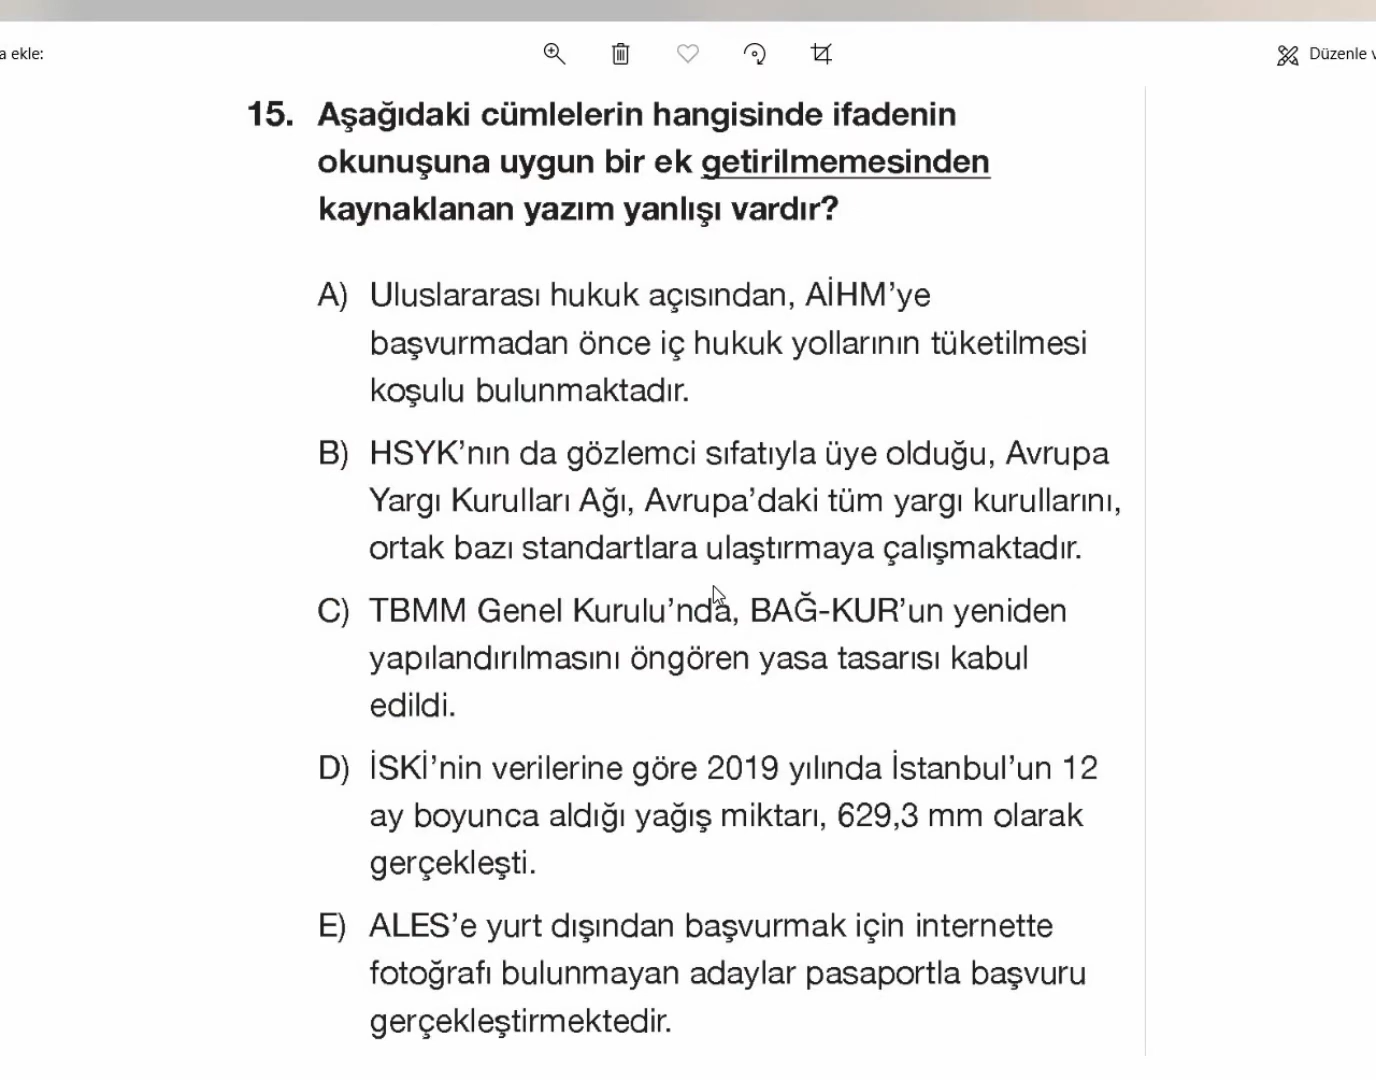 a ekle:
Düzenle v
15. Aşağıdaki cümlelerin hangisinde ifadenin
okunuşuna uygun bir ek getirilmemesinden
kaynaklanan yazım yanlışı vardır?
A) Uluslararası hukuk açısından, AİHM’ye
başvurmadan önce iç hukuk yollarının tüketilmesi
koşulu bulunmaktadır.
B) HSYK’nın da gözlemci sıfatıyla üye olduğu, Avrupa
Yargı Kurulları Ağı, Avrupa’daki tüm yargı kurullarını,
ortak bazı standartlara ulaştırmaya çalışmaktadır.
C) TBMM Genel Kurulu’nda, BAĞ-KUR’un yeniden
yapılandırılmasını öngören yasa tasarısı kabul
edildi.
D) İSKİ’nin verilerine göre 2019 yılında İstanbul’un 12
ay boyunca aldığı yağış miktarı, 629,3 mm olarak
gerçekleşti.
E) ALES’e yurt dışından başvurmak için internette
fotoğrafı bulunmayan adaylar pasaportla başvuru
gerçekleştirmektedir.